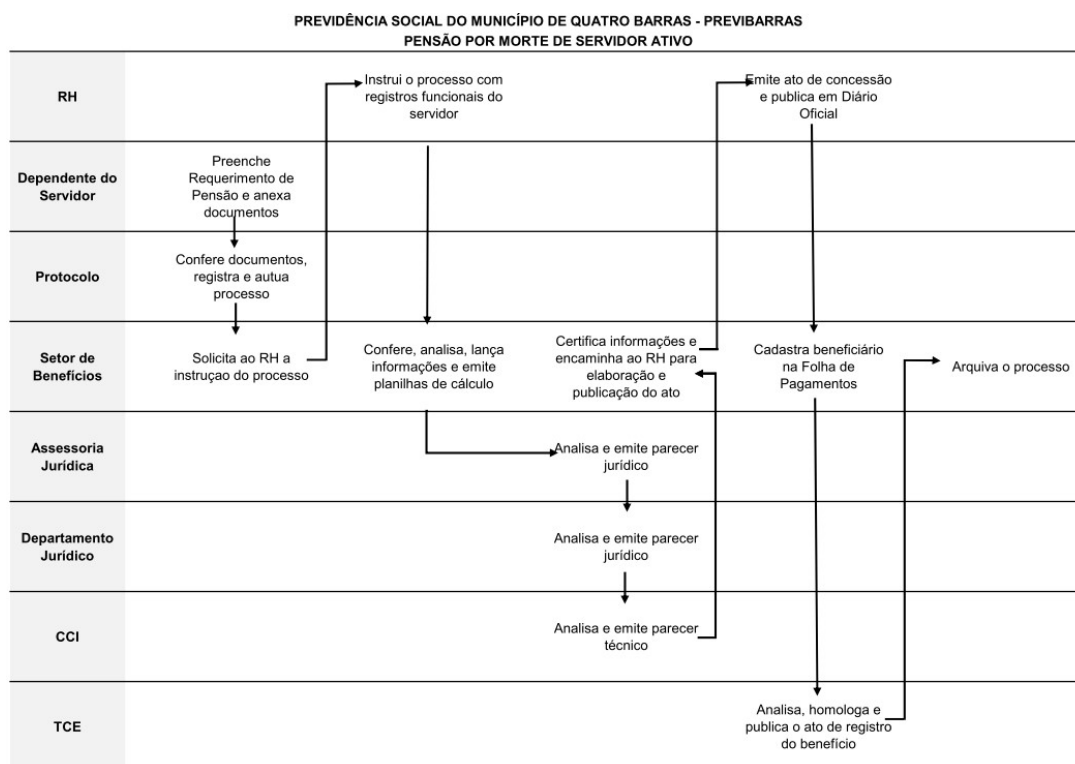 PREVIDÊNCIA SOCIAL DO MUNICÍPIO DE QUATRO BARRAS - PREVIBARRAS
PENSÃO POR MORTE DE SERVIDOR ATIVO
RH
Instrui o processo com
registros funcionais do
servidor
Emite ato de concessão
e publica em Diário
Oficial
Dependente do
Servidor
Preenche
Requerimento de
Pensão e anexa
documentos
Protocolo
Confere documentos,
registra e autua
processo
Setor de
Benefícios
Solicita ao RH a
instruçao do processo
Confere, analisa, lança
informações e emite
planilhas de cálculo
Certifica informações e
encaminha ao RH para
elaboração e
publicação do ato
Cadastra beneficiário
na Folha de
Pagamentos
Arquiva o processo
Assessoria
Jurídica
Analisa e emite parecer
jurídico
Departamento
Jurídico
Analisa e emite parecer
jurídico
CCI
Analisa e emite parecer
técnico
TCE
Analisa, homologa e
publica o ato de registro
do benefício